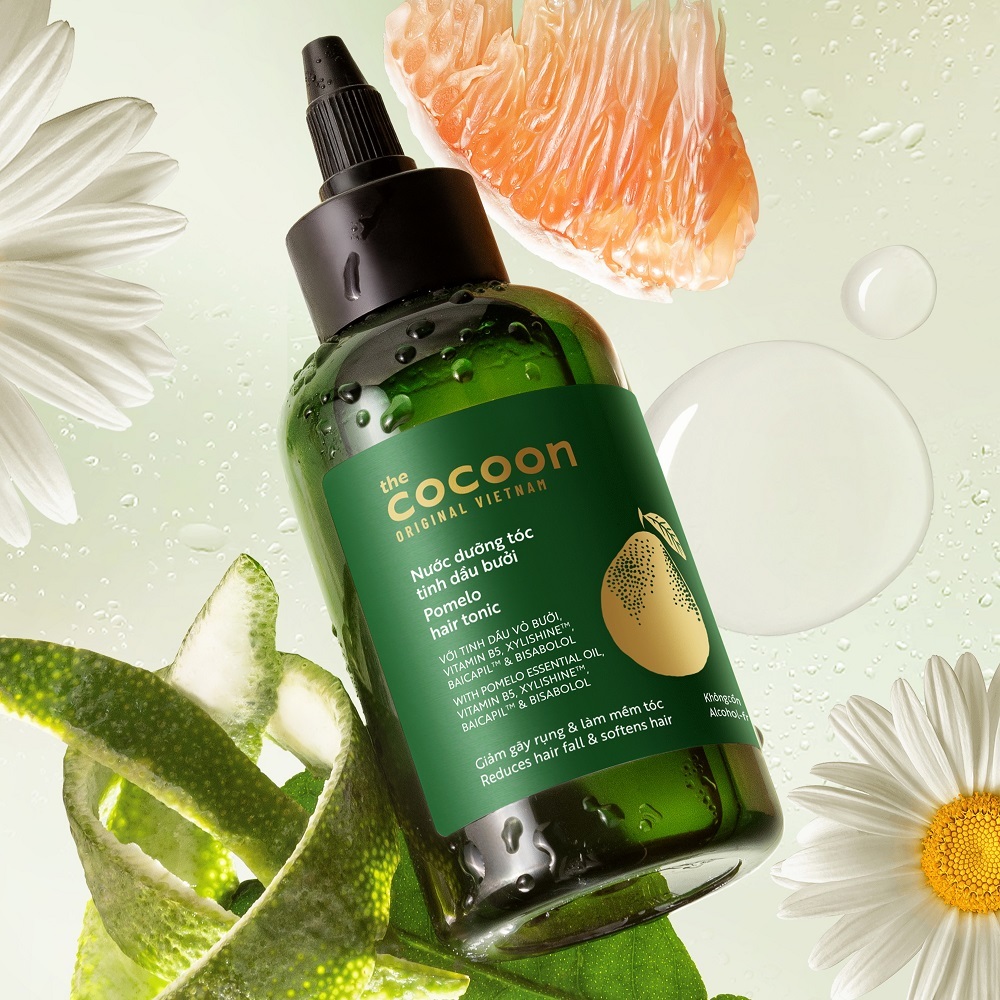 the
cocoon
ORIGINAL VIETNAM
Nước dưỡng tóc
tinh dầu bưởi
Pomelo
hair tonic
VỚI TINH DẦU VỎ BƯỞI,
VITAMIN B5, XYLISHINE™,
BAICAPIL™ & BISABOLOL
WITH POMELO ESSENTIAL OIL,
VITAMIN B5, XYLISHINE™,
BAICAPIL™ & BISABOLOL
Giảm gãy rụng & làm mềm tóc
Reduces hair fall & softens hair
Không cồn